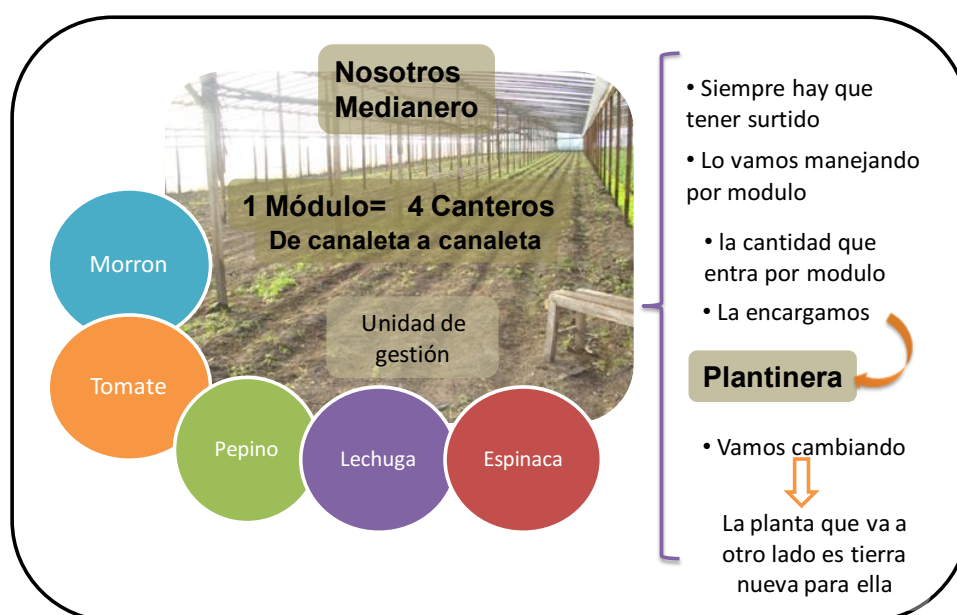 Nosotros
Medianero
1 Módulo= 4 Canteros
De canaleta a canaleta
Unidad de
gestión
Morron
Tomate
Pepino
Lechuga
Espinaca
• Siempre hay que
tener surtido
• Lo vamos manejando
por modulo
• la cantidad que
entra por modulo
• La encargamos
Plantinera
• Vamos cambiando
La planta que va a
otro lado es tierra
nueva para ella